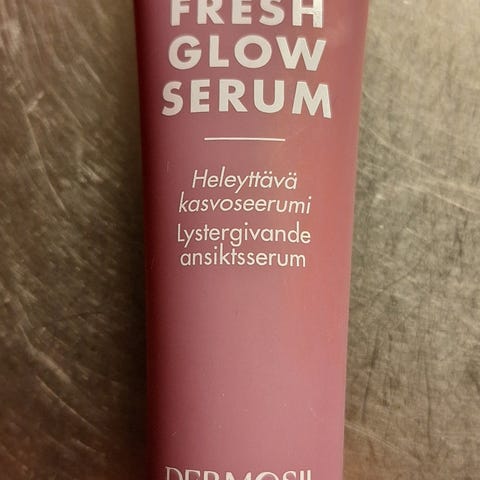 FRESH
GLOW
SERUM
Heleyttävä
kasvoseerumi
Lystergivande
ansiktsserum
DERMOSIL